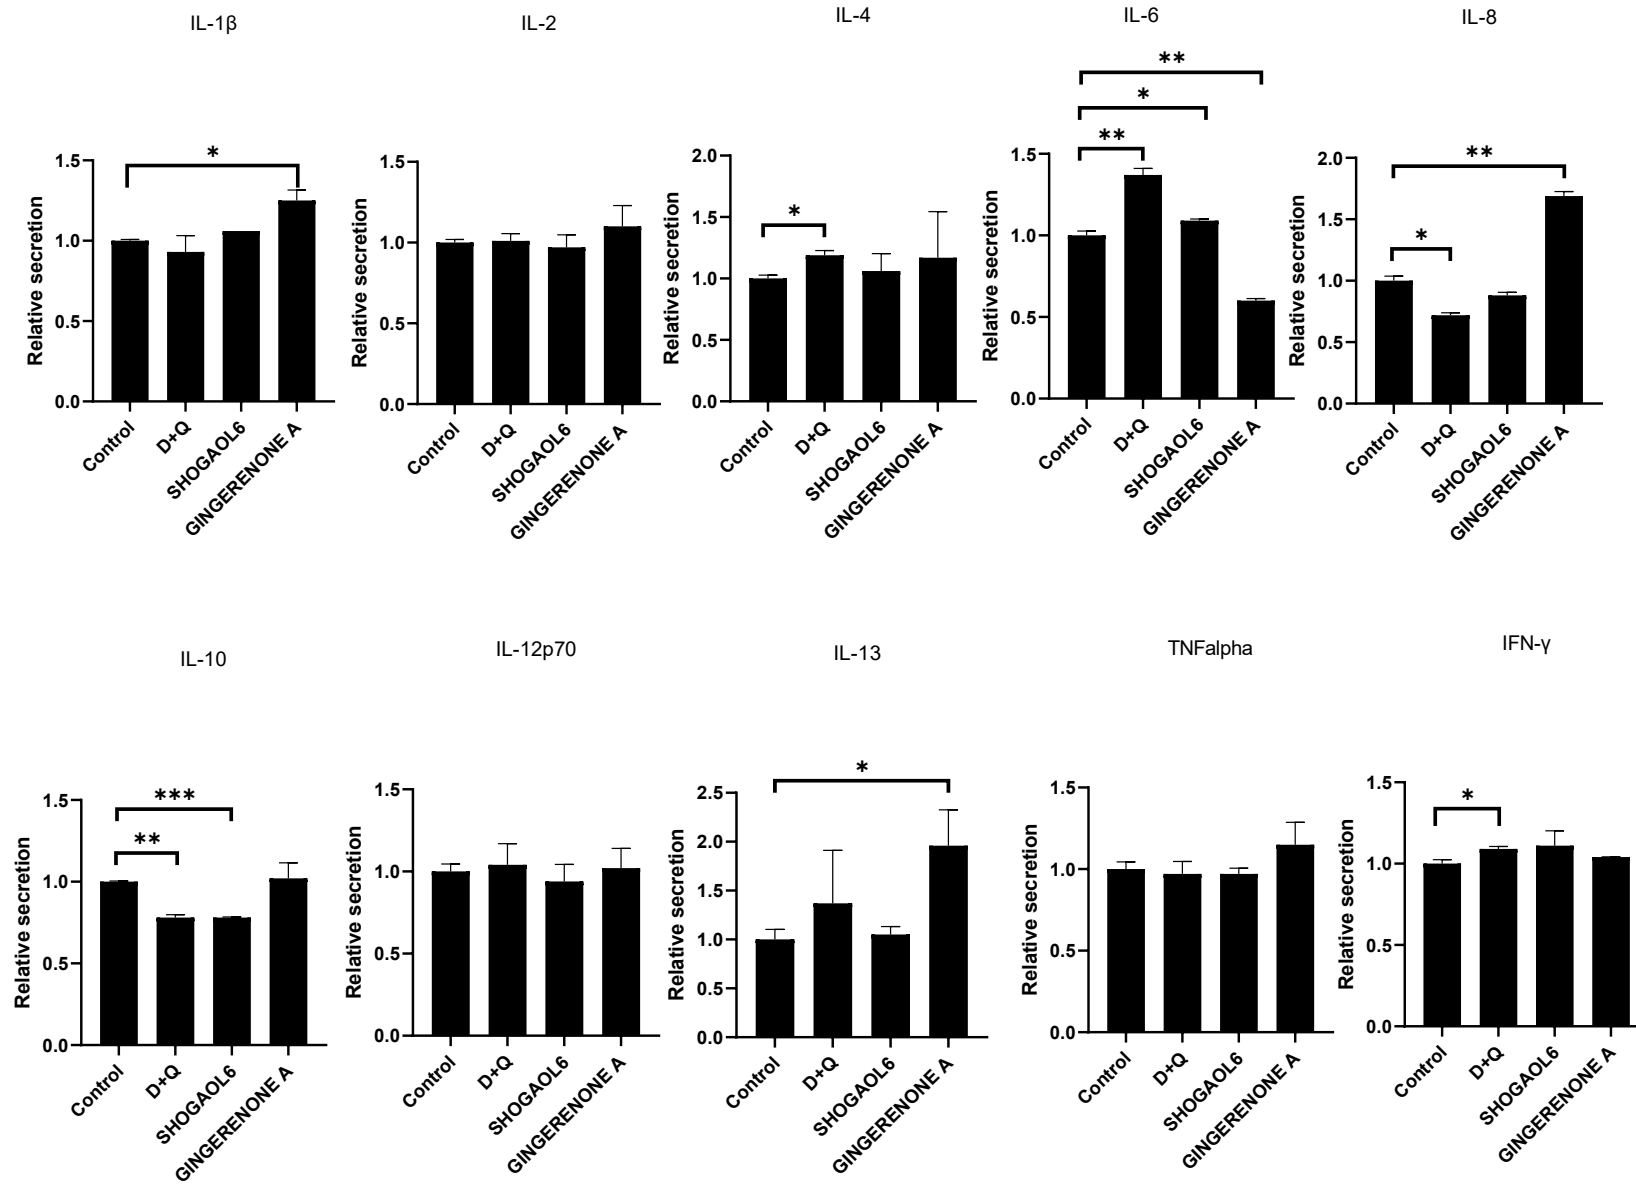 IL-1β
IL-2
IL-4
IL-6
IL-8
*
1.5
1.0
0.5
0.0
Relative secretion
Control
D+Q
SHOGAOL6
GINGERENONE A
1.5
1.0
0.5
0.0
Relative secretion
Control
D+Q
SHOGAOL6
GINGERENONE A
*
2.0
1.5
1.0
0.5
0.0
Relative secretion
Control
D+Q
SHOGAOL6
GINGERENONE A
**
*
**
1.5
1.0
0.5
0.0
Relative secretion
Control
D+Q
SHOGAOL6
GINGERENONE A
**
*
2.0
1.5
1.0
0.5
0.0
Relative secretion
Control
D+Q
SHOGAOL6
GINGERENONE A
IL-10
IL-12p70
IL-13
TNFalpha
IFN-γ
***
**
1.5
1.0
0.5
0.0
Relative secretion
Control
D+Q
SHOGAOL6
GINGERENONE A
1.5
1.0
0.5
0.0
Relative secretion
Control
D+Q
SHOGAOL6
GINGERENONE A
*
2.5
2.0
1.5
1.0
0.5
0.0
Relative secretion
Control
D+Q
SHOGAOL6
GINGERENONE A
1.5
1.0
0.5
0.0
Relative secretion
Control
D+Q
SHOGAOL6
GINGERENONE A
*
1.5
1.0
0.5
0.0
Relative secretion
Control
D+Q
SHOGAOL6
GINGERENONE A